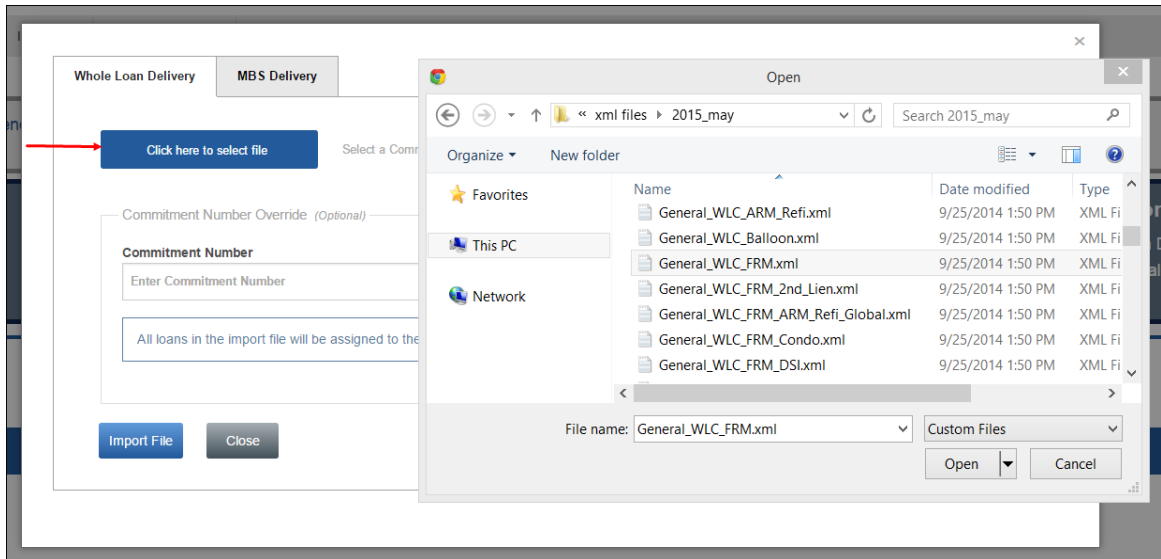 Whole Loan Delivery
MBS Delivery
Click here to select file
Select a Comm
Commitment Number Override (Optional)
Commitment Number
Enter Commitment Number
All loans in the import file will be assigned to the
Import File
Close
Open
« xml files 2015_may
Search 2015_may
Organize
New folder
Favorites
This PC
Network
Name Date modified Type
General_WLC_ARM_Refi.xml 9/25/2014 1:50 PM XML Fi
General_WLC_Balloon.xml 9/25/2014 1:50 PM XML Fi
General_WLC_FRM.xml 9/25/2014 1:50 PM XML Fi
General_WLC_FRM_2nd_Lien.xml 9/25/2014 1:50 PM XML Fi
General_WLC_FRM_ARM_Refi_Global.xml 9/25/2014 1:50 PM XML Fi
General_WLC_FRM_Condo.xml 9/25/2014 1:50 PM XML Fi
General_WLC_FRM_DSI.xml 9/25/2014 1:50 PM XML Fi
File name: General_WLC_FRM.xml
Custom Files
Open
Cancel